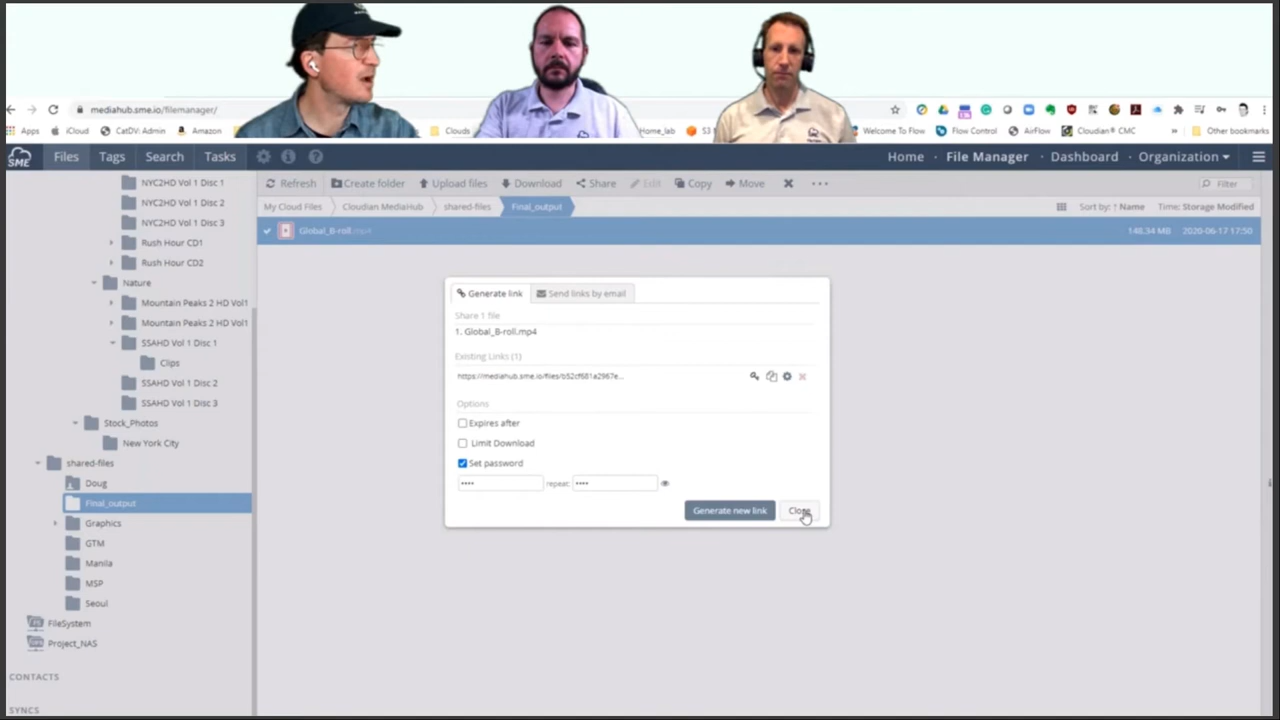 mediahub.sme.io/filemanager/
Apps iCloud CatDV: Admin Amazon Clouds Home_lab S3 Welcome To Flow Flow Control AirFlow Cloudian® CMC » Other bookmarks
SME Files Tags Search Tasks Home · File Manager · Dashboard · Organization
Refresh Create folder Upload files Download Share Edit Copy Move Filter
My Cloud Files Cloudian MediaHub shared-files Final_output Sort by: ↑ Name Time: Storage Modified
Global_B-roll.mp4 148.34 MB 2020-06-17 17:50
NYC2HD Vol 1 Disc 1
NYC2HD Vol 1 Disc 2
NYC2HD Vol 1 Disc 3
Rush Hour CD1
Rush Hour CD2
Nature
Mountain Peaks 2 HD Vol1
Mountain Peaks 2 HD Vol1
SSAHD Vol 1 Disc 1
Clips
SSAHD Vol 1 Disc 2
SSAHD Vol 1 Disc 3
Stock_Photos
New York City
shared-files
Doug
Final_output
Graphics
GTM
Manila
MSP
Seoul
FileSystem
Project_NAS
CONTACTS
SYNCS
Generate link Send links by email
Share 1 file
1. Global_B-roll.mp4
Existing Links (1)
https://mediahub.sme.io/files/b52cf681a2967e...
Options
Expires after
Limit Download
Set password
•••• repeat: ••••
Generate new link Close